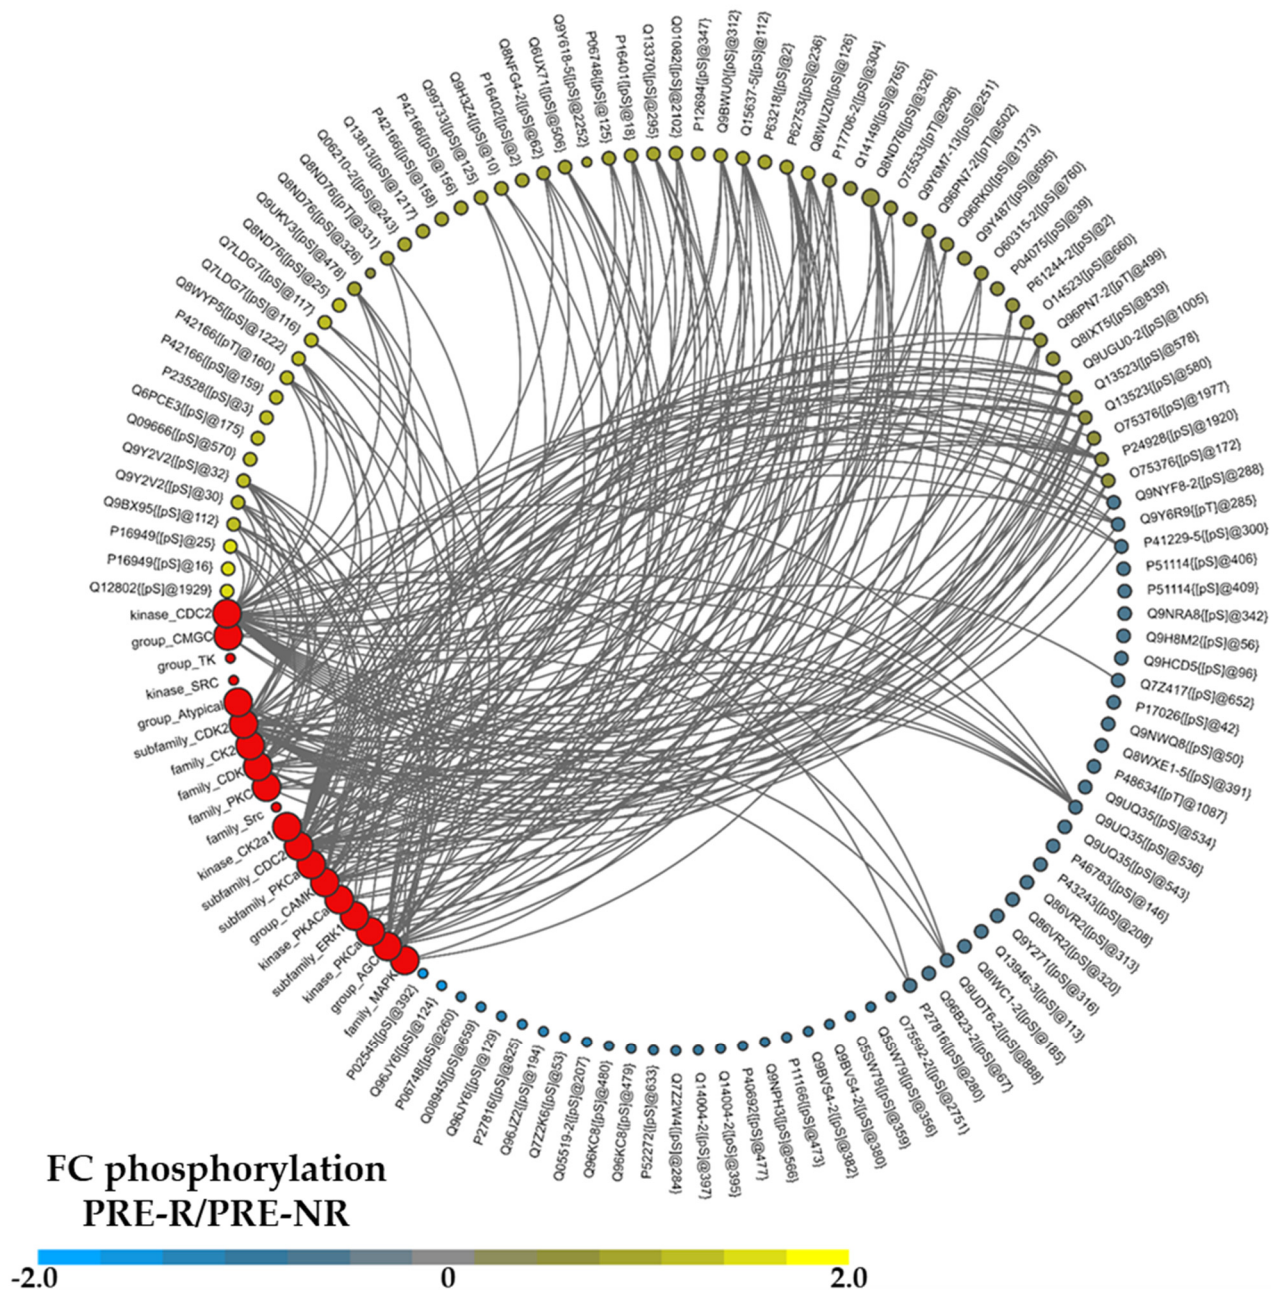 Q12802{[pS]@1929}
P16949{[pS]@16}
P16949{[pS]@25}
Q9BX95{[pS]@112}
Q9Y2V2{[pS]@30}
Q9Y2V2{[pS]@32}
Q09666{[pS]@570}
Q6PCE3{[pS]@175}
P23528{[pS]@3}
P42166{[pS]@159}
P42166{[pT]@160}
Q8WYP5{[pS]@1222}
Q7LDG7{[pS]@116}
Q7LDG7{[pS]@117}
Q8ND76{[pS]@25}
Q9UKV3{[pS]@478}
Q8ND76{[pS]@326}
Q8ND76{[pT]@331}
Q06210-2{[pS]@243}
Q13813{[pS]@1217}
P42166{[pS]@158}
P42166{[pS]@156}
Q99733{[pS]@125}
Q9H3Z4{[pS]@10}
P16402{[pS]@2}
Q8NFG4-2{[pS]@62}
Q6UX71{[pS]@506}
Q9Y618-5{[pS]@2252}
P06748{[pS]@125}
P16401{[pS]@18}
Q13370{[pS]@295}
Q01082{[pS]@2102}
P12694{[pS]@347}
Q9BWU0{[pS]@312}
Q15637-5{[pS]@112}
P63218{[pS]@2}
P62753{[pS]@236}
Q8WUZ0{[pS]@126}
P17706-2{[pS]@304}
Q14149{[pS]@765}
Q8ND76{[pS]@326}
O75533{[pT]@296}
Q9Y6M7-13{[pS]@251}
Q96PN7-2{[pT]@502}
Q96RK0{[pS]@1373}
Q9Y487{[pS]@695}
O60315-2{[pS]@760}
P04075{[pS]@39}
P61244-2{[pS]@2}
O14523{[pS]@660}
Q96PN7-2{[pT]@499}
Q8IXT5{[pS]@839}
Q9UGU0-2{[pS]@1005}
Q13523{[pS]@576}
Q13523{[pS]@580}
O75376{[pS]@1977}
P24928{[pS]@1920}
O75376{[pS]@172}
Q9NYF8-2{[pS]@288}
Q9Y6R9{[pT]@285}
P41229-5{[pS]@300}
P51114{[pS]@406}
P51114{[pS]@409}
Q9NRA8{[pS]@342}
Q9H8M2{[pS]@56}
Q9HCD5{[pS]@96}
Q7Z417{[pS]@652}
P17026{[pS]@42}
Q9NWQ8{[pS]@50}
Q8WXE1-5{[pS]@391}
P48634{[pT]@1087}
Q9UQ35{[pS]@534}
Q9UQ35{[pS]@536}
Q9UQ35{[pS]@543}
P46783{[pS]@146}
P43243{[pS]@208}
Q86VR2{[pS]@313}
Q86VR2{[pS]@320}
Q9Y271{[pS]@316}
Q13946-3{[pS]@113}
Q8IWC1-2{[pS]@185}
Q9UDT6-2{[pS]@888}
Q96B23-2{[pS]@67}
P27816{[pS]@280}
O75592-2{[pS]@2751}
Q5SW79{[pS]@356}
Q5SW79{[pS]@359}
Q9BVS4-2{[pS]@380}
Q9BVS4-2{[pS]@382}
P11166{[pS]@473}
Q9NPH3{[pS]@566}
P40692{[pS]@477}
Q14004-2{[pS]@395}
Q14004-2{[pS]@397}
Q7Z2W4{[pS]@284}
P52272{[pS]@633}
Q96KC8{[pS]@479}
Q96KC8{[pS]@480}
Q05519-2{[pS]@207}
Q7Z2K6{[pS]@53}
Q96JZ2{[pS]@194}
P27816{[pS]@825}
Q96JY6{[pS]@129}
Q08945{[pS]@659}
P06748{[pS]@260}
Q96JY6{[pS]@124}
P02545{[pS]@392}
family_MAPK
group_AGC
kinase_PKCa
subfamily_ERK1
kinase_PKACa
group_CAMK
subfamily_PKCa
subfamily_CDC2
kinase_CK2a1
family_Src
family_PKC
family_CDK
family_CK2
subfamily_CDK2
group_Atypical
kinase_SRC
group_TK
group_CMGC
kinase_CDC2
FC phosphorylation
PRE-R/PRE-NR
-2.0 0 2.0